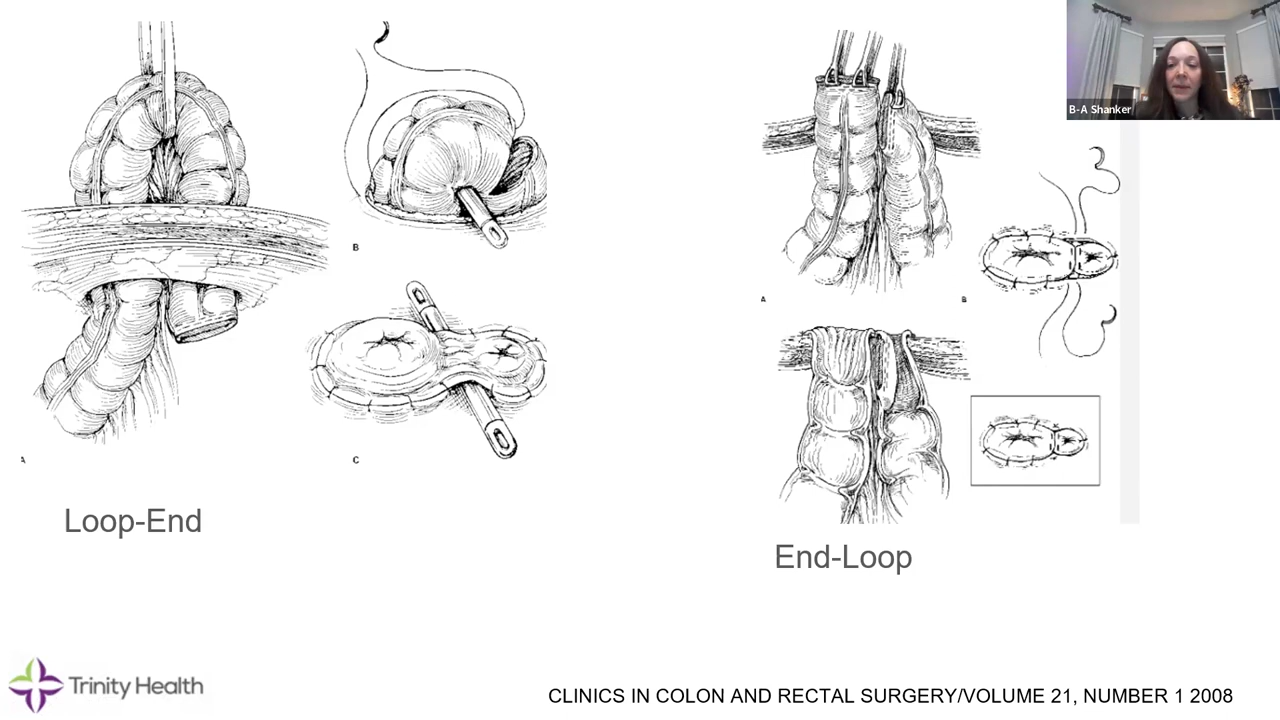 B-A Shanker
B
A
B
A
C
Loop-End
End-Loop
Trinity Health
CLINICS IN COLON AND RECTAL SURGERY/VOLUME 21, NUMBER 1 2008